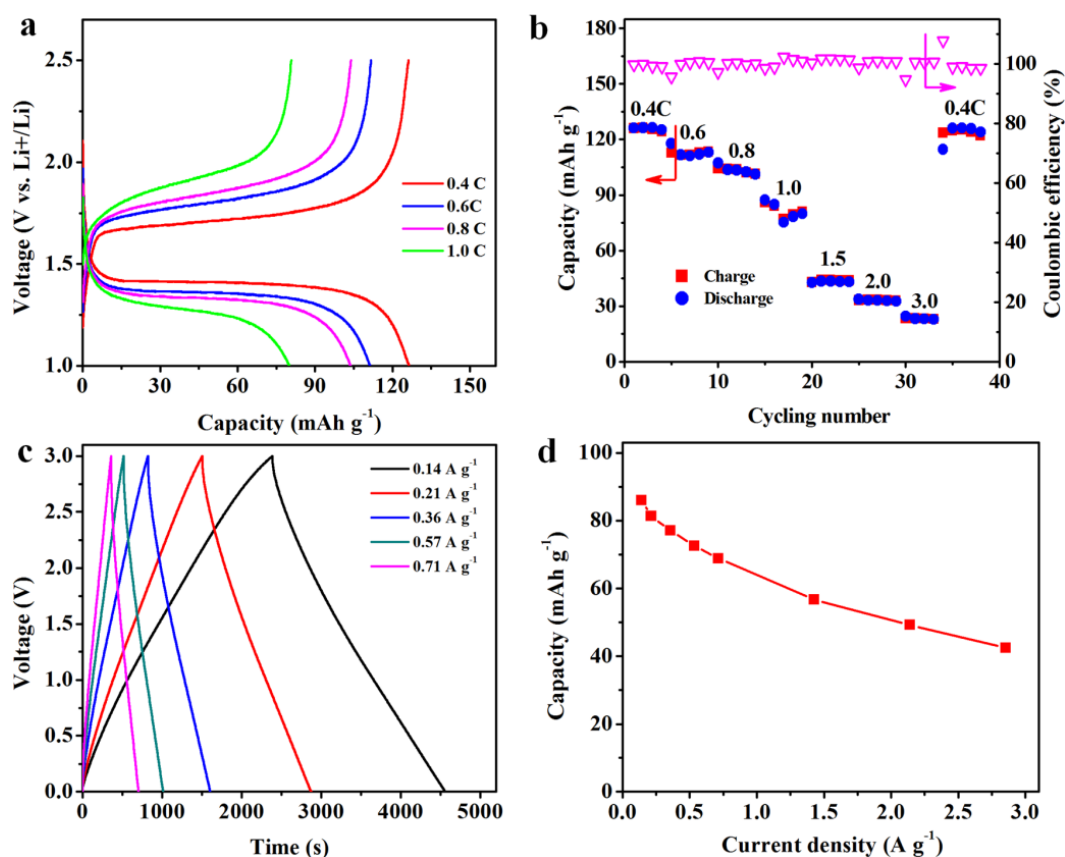 a
2.5
2.0
1.5
1.0
Voltage (V vs. Li+/Li)
0.4 C
0.6C
0.8 C
1.0 C
0 30 60 90 120 150
Capacity (mAh g⁻¹)
b
180
150
120
90
60
30
0
Capacity (mAh g⁻¹)
0.4C
0.6
0.8
1.0
1.5
2.0
3.0
0.4C
Charge
Discharge
100
80
60
40
20
0
Coulombic efficiency (%)
0 10 20 30 40
Cycling number
c
3.0
2.5
2.0
1.5
1.0
0.5
0.0
Voltage (V)
0.14 A g⁻¹
0.21 A g⁻¹
0.36 A g⁻¹
0.57 A g⁻¹
0.71 A g⁻¹
0 1000 2000 3000 4000 5000
Time (s)
d
100
80
60
40
20
0
Capacity (mAh g⁻¹)
0.0 0.5 1.0 1.5 2.0 2.5 3.0
Current density (A g⁻¹)